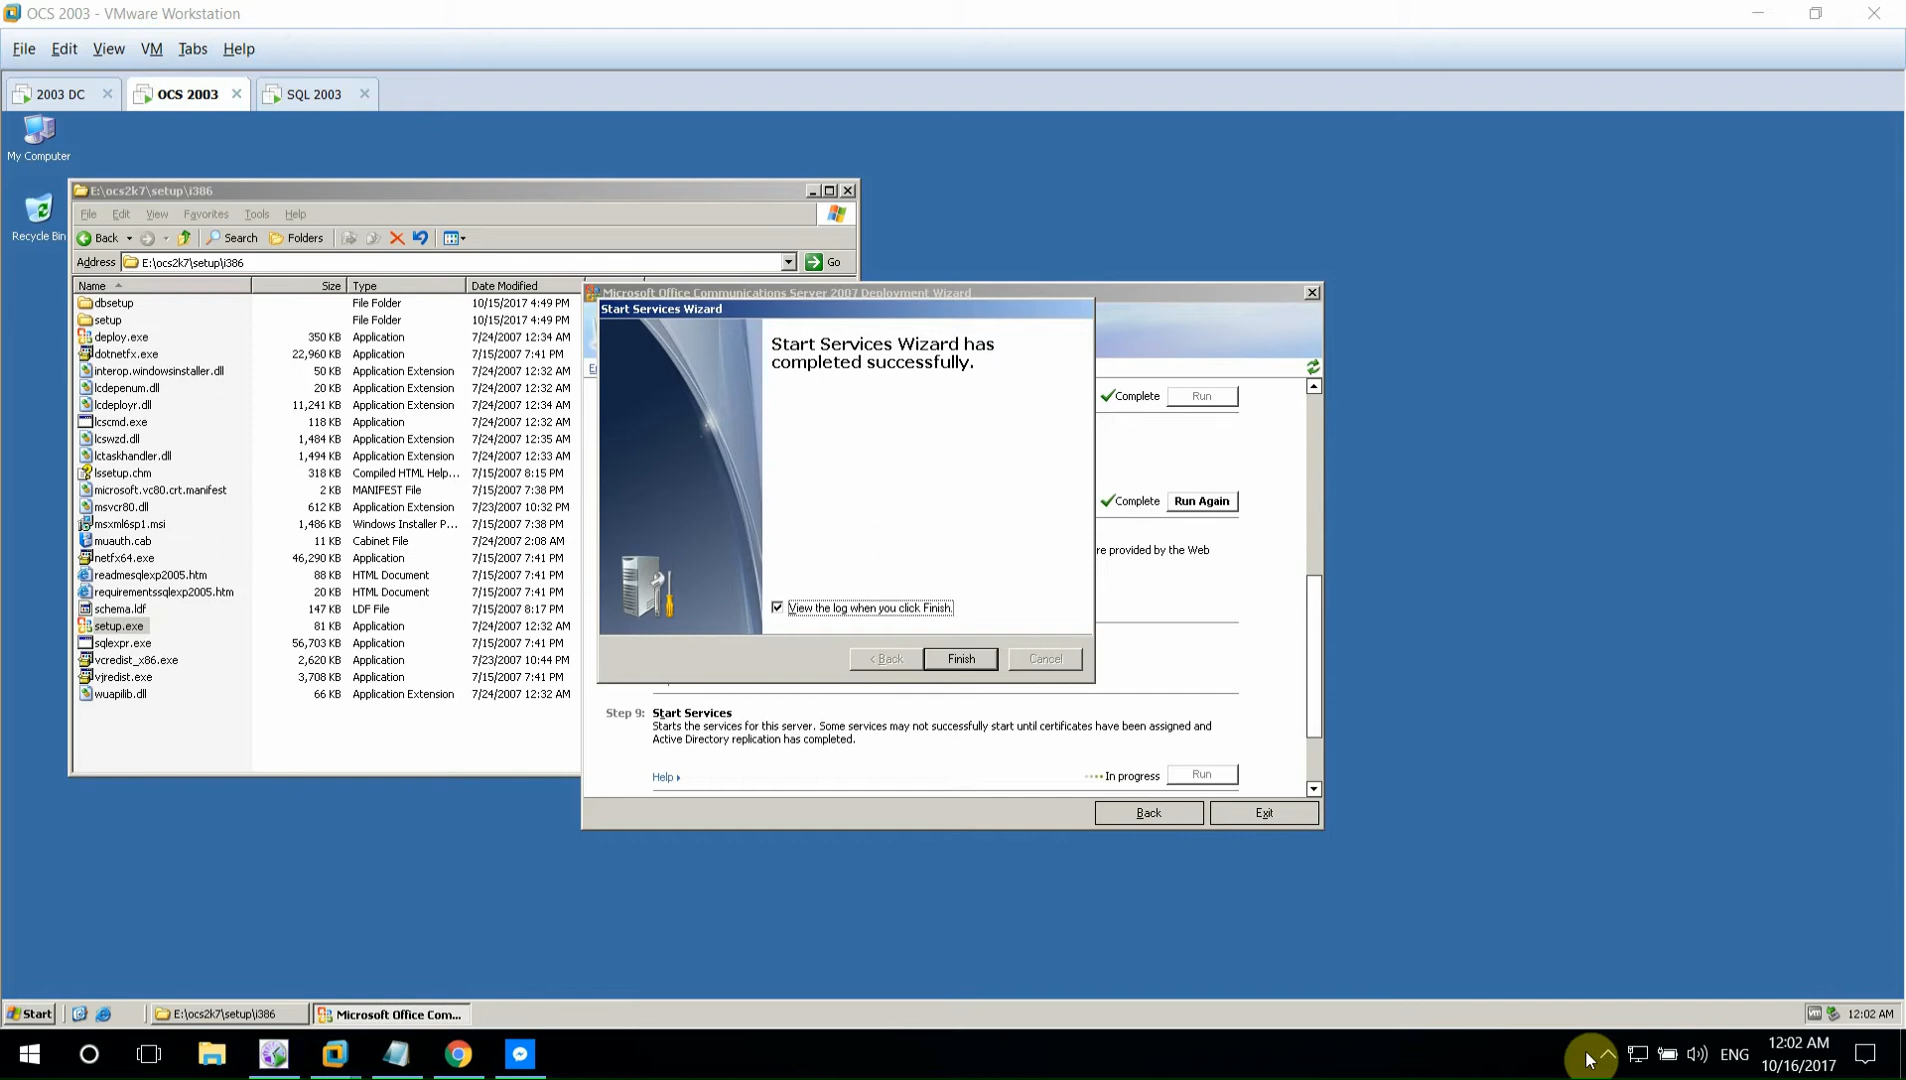 OCS 2003 - VMware Workstation
File Edit View VM Tabs Help
2003 DC OCS 2003 SQL 2003
My Computer
Recycle Bin
E:\ocs2k7\setup\i386
File Edit View Favorites Tools Help
Back Search Folders
Address E:\ocs2k7\setup\i386 Go
Name Size Type Date Modified
dbsetup File Folder 10/15/2017 4:49 PM
setup File Folder 10/15/2017 4:49 PM
deploy.exe 350 KB Application 7/24/2007 12:34 AM
dotnetfx.exe 22,960 KB Application 7/15/2007 7:41 PM
interop.windowsinstaller.dll 50 KB Application Extension 7/24/2007 12:32 AM
lcdepenum.dll 20 KB Application Extension 7/24/2007 12:32 AM
lcdeployr.dll 11,241 KB Application Extension 7/24/2007 12:34 AM
lcscmd.exe 118 KB Application 7/24/2007 12:32 AM
lcswzd.dll 1,484 KB Application Extension 7/24/2007 12:35 AM
lctaskhandler.dll 1,494 KB Application Extension 7/24/2007 12:33 AM
lssetup.chm 318 KB Compiled HTML Help... 7/15/2007 8:15 PM
microsoft.vc80.crt.manifest 2 KB MANIFEST File 7/15/2007 7:38 PM
msvcr80.dll 612 KB Application Extension 7/23/2007 10:32 PM
msxml6sp1.msi 1,486 KB Windows Installer P... 7/15/2007 7:38 PM
muauth.cab 11 KB Cabinet File 7/24/2007 2:08 AM
netfx64.exe 46,290 KB Application 7/15/2007 7:41 PM
readmesqlexp2005.htm 88 KB HTML Document 7/15/2007 7:41 PM
requirementssqlexp2005.htm 20 KB HTML Document 7/15/2007 7:41 PM
schema.ldf 147 KB LDF File 7/15/2007 8:17 PM
setup.exe 81 KB Application 7/24/2007 12:32 AM
sqlexpr.exe 56,703 KB Application 7/15/2007 7:41 PM
vcredist_x86.exe 2,620 KB Application 7/23/2007 10:44 PM
vjredist.exe 3,708 KB Application 7/15/2007 7:41 PM
wuapilib.dll 66 KB Application Extension 7/24/2007 12:32 AM
Microsoft Office Communications Server 2007 Deployment Wizard
Start Services Wizard
Start Services Wizard has
completed successfully.
View the log when you click Finish.
< Back Finish Cancel
Complete Run
Complete Run Again
re provided by the Web
Step 9: Start Services
Starts the services for this server. Some services may not successfully start until certificates have been assigned and
Active Directory replication has completed.
Help In progress Run
Back Exit
Start E:\ocs2k7\setup\i386 Microsoft Office Com... vm 12:02 AM
ENG 12:02 AM
10/16/2017